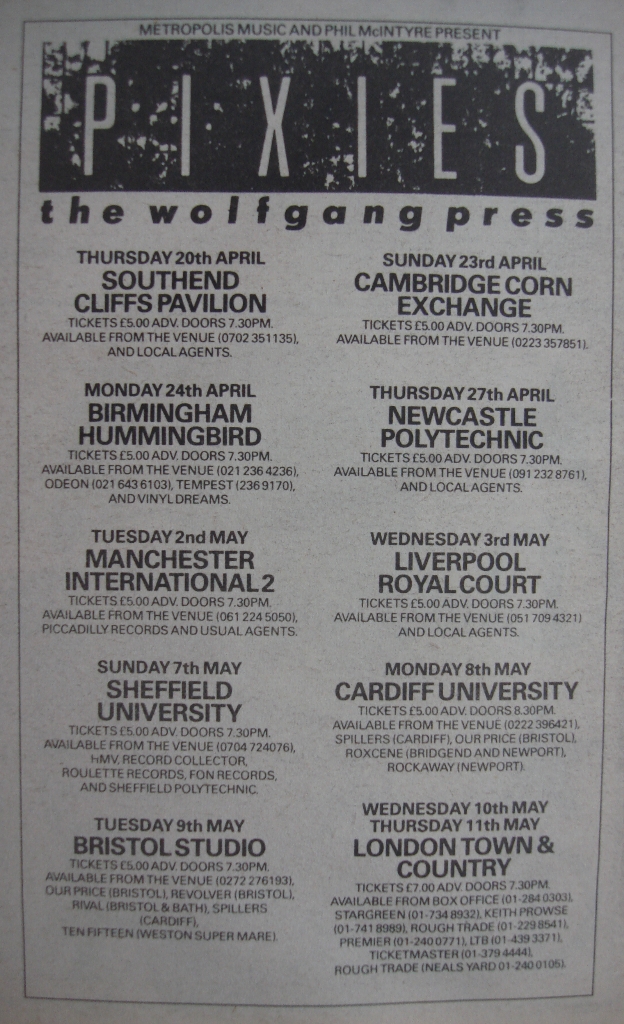 METROPOLIS MUSIC AND PHIL McINTYRE PRESENT
PIXIES
the wolfgang press
THURSDAY 20th APRIL
SOUTHEND
CLIFFS PAVILION
TICKETS £5.00 ADV. DOORS 7.30PM.
AVAILABLE FROM THE VENUE (0702 351135),
AND LOCAL AGENTS.
SUNDAY 23rd APRIL
CAMBRIDGE CORN
EXCHANGE
TICKETS £5.00 ADV. DOORS 7.30PM.
AVAILABLE FROM THE VENUE (0223 357851).
MONDAY 24th APRIL
BIRMINGHAM
HUMMINGBIRD
TICKETS £5.00 ADV. DOORS 7.30PM.
AVAILABLE FROM THE VENUE (021 236 4236),
ODEON (021 643 6103), TEMPEST (236 9170),
AND VINYL DREAMS.
THURSDAY 27th APRIL
NEWCASTLE
POLYTECHNIC
TICKETS £5.00 ADV. DOORS 7.30PM.
AVAILABLE FROM THE VENUE (091 232 8761),
AND LOCAL AGENTS.
TUESDAY 2nd MAY
MANCHESTER
INTERNATIONAL 2
TICKETS £5.00 ADV. DOORS 7.30PM.
AVAILABLE FROM THE VENUE (061 224 5050),
PICCADILLY RECORDS AND USUAL AGENTS.
WEDNESDAY 3rd MAY
LIVERPOOL
ROYAL COURT
TICKETS £5.00 ADV. DOORS 7.30PM.
AVAILABLE FROM THE VENUE (051 709 4321)
AND LOCAL AGENTS.
SUNDAY 7th MAY
SHEFFIELD
UNIVERSITY
TICKETS £5.00 ADV. DOORS 7.30PM.
AVAILABLE FROM THE VENUE (0704 724076),
HMV, RECORD COLLECTOR,
ROULETTE RECORDS, FON RECORDS,
AND SHEFFIELD POLYTECHNIC.
MONDAY 8th MAY
CARDIFF UNIVERSITY
TICKETS £5.00 ADV. DOORS 8.30PM.
AVAILABLE FROM THE VENUE (0222 396421),
SPILLERS (CARDIFF), OUR PRICE (BRISTOL),
ROXCENE (BRIDGEND AND NEWPORT),
ROCKAWAY (NEWPORT).
TUESDAY 9th MAY
BRISTOL STUDIO
TICKETS £5.00 ADV. DOORS 7.30PM.
AVAILABLE FROM THE VENUE (0272 276193),
OUR PRICE (BRISTOL), REVOLVER (BRISTOL),
RIVAL (BRISTOL & BATH), SPILLERS
(CARDIFF),
TEN FIFTEEN (WESTON SUPER MARE).
WEDNESDAY 10th MAY
THURSDAY 11th MAY
LONDON TOWN &
COUNTRY
TICKETS £7.00 ADV. DOORS 7.30PM.
AVAILABLE FROM BOX OFFICE (01-284 0303),
STARGREEN (01-734 8932), KEITH PROWSE
(01-741 8989), ROUGH TRADE (01-229 8541),
PREMIER (01-240 0771), LTB (01-439 3371),
TICKETMASTER (01-379 4444),
ROUGH TRADE (NEALS YARD 01-240 0105).